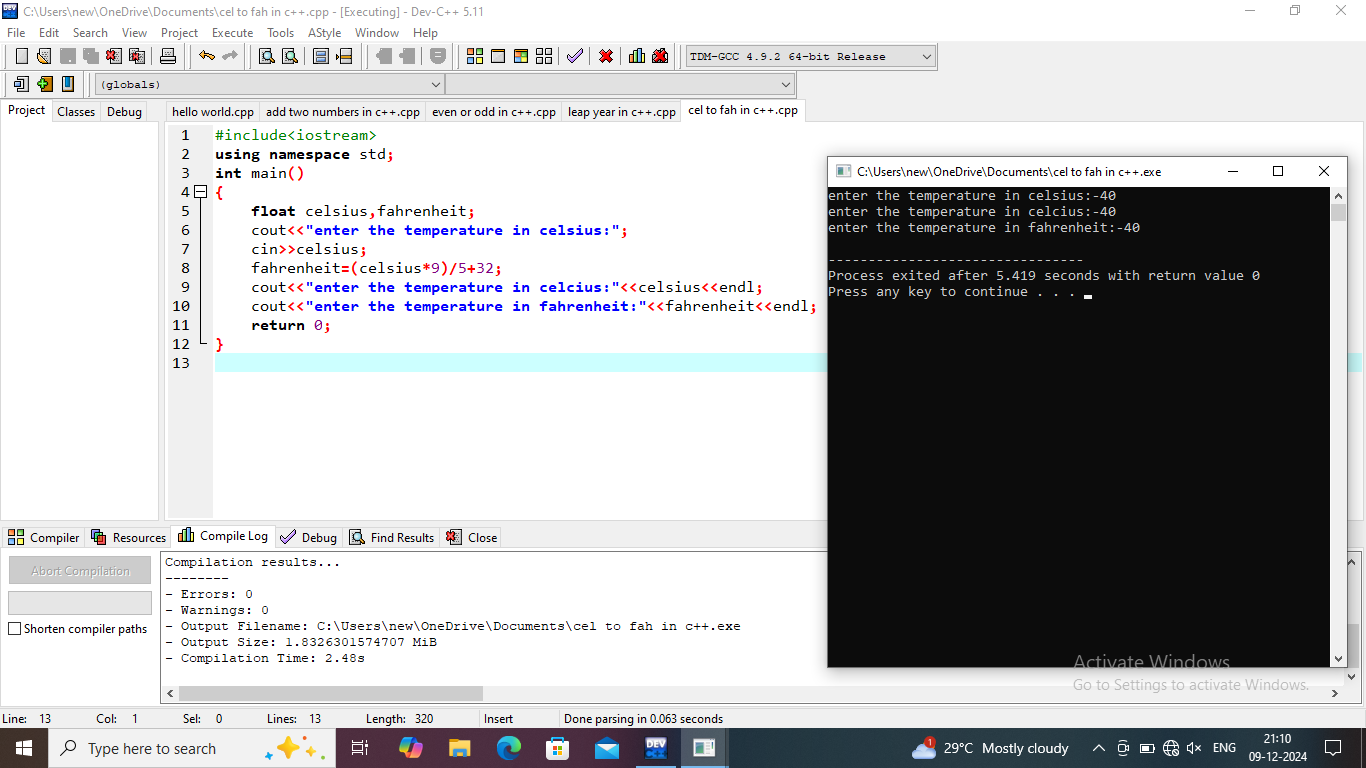 C:\Users\new\OneDrive\Documents\cel to fah in c++.cpp - [Executing] - Dev-C++ 5.11
File Edit Search View Project Execute Tools AStyle Window Help
TDM-GCC 4.9.2 64-bit Release
(globals)
Project Classes Debug
hello world.cpp add two numbers in c++.cpp even or odd in c++.cpp leap year in c++.cpp cel to fah in c++.cpp
1 #include<iostream>
2 using namespace std;
3 int main()
4 {
5 float celsius,fahrenheit;
6 cout<<"enter the temperature in celsius:";
7 cin>>celsius;
8 fahrenheit=(celsius*9)/5+32;
9 cout<<"enter the temperature in celcius:"<<celsius<<endl;
10 cout<<"enter the temperature in fahrenheit:"<<fahrenheit<<endl;
11 return 0;
12 }
13
C:\Users\new\OneDrive\Documents\cel to fah in c++.exe
enter the temperature in celsius:-40
enter the temperature in celcius:-40
enter the temperature in fahrenheit:-40
--------------------------------
Process exited after 5.419 seconds with return value 0
Press any key to continue . . .
Compiler Resources Compile Log Debug Find Results Close
Abort Compilation
Shorten compiler paths
Compilation results...
--------
- Errors: 0
- Warnings: 0
- Output Filename: C:\Users\new\OneDrive\Documents\cel to fah in c++.exe
- Output Size: 1.8326301574707 MiB
- Compilation Time: 2.48s
Activate Windows
Go to Settings to activate Windows.
Line: 13 Col: 1 Sel: 0 Lines: 13 Length: 320 Insert Done parsing in 0.063 seconds
Type here to search
DEV
1
29°C Mostly cloudy
ENG
21:10
09-12-2024